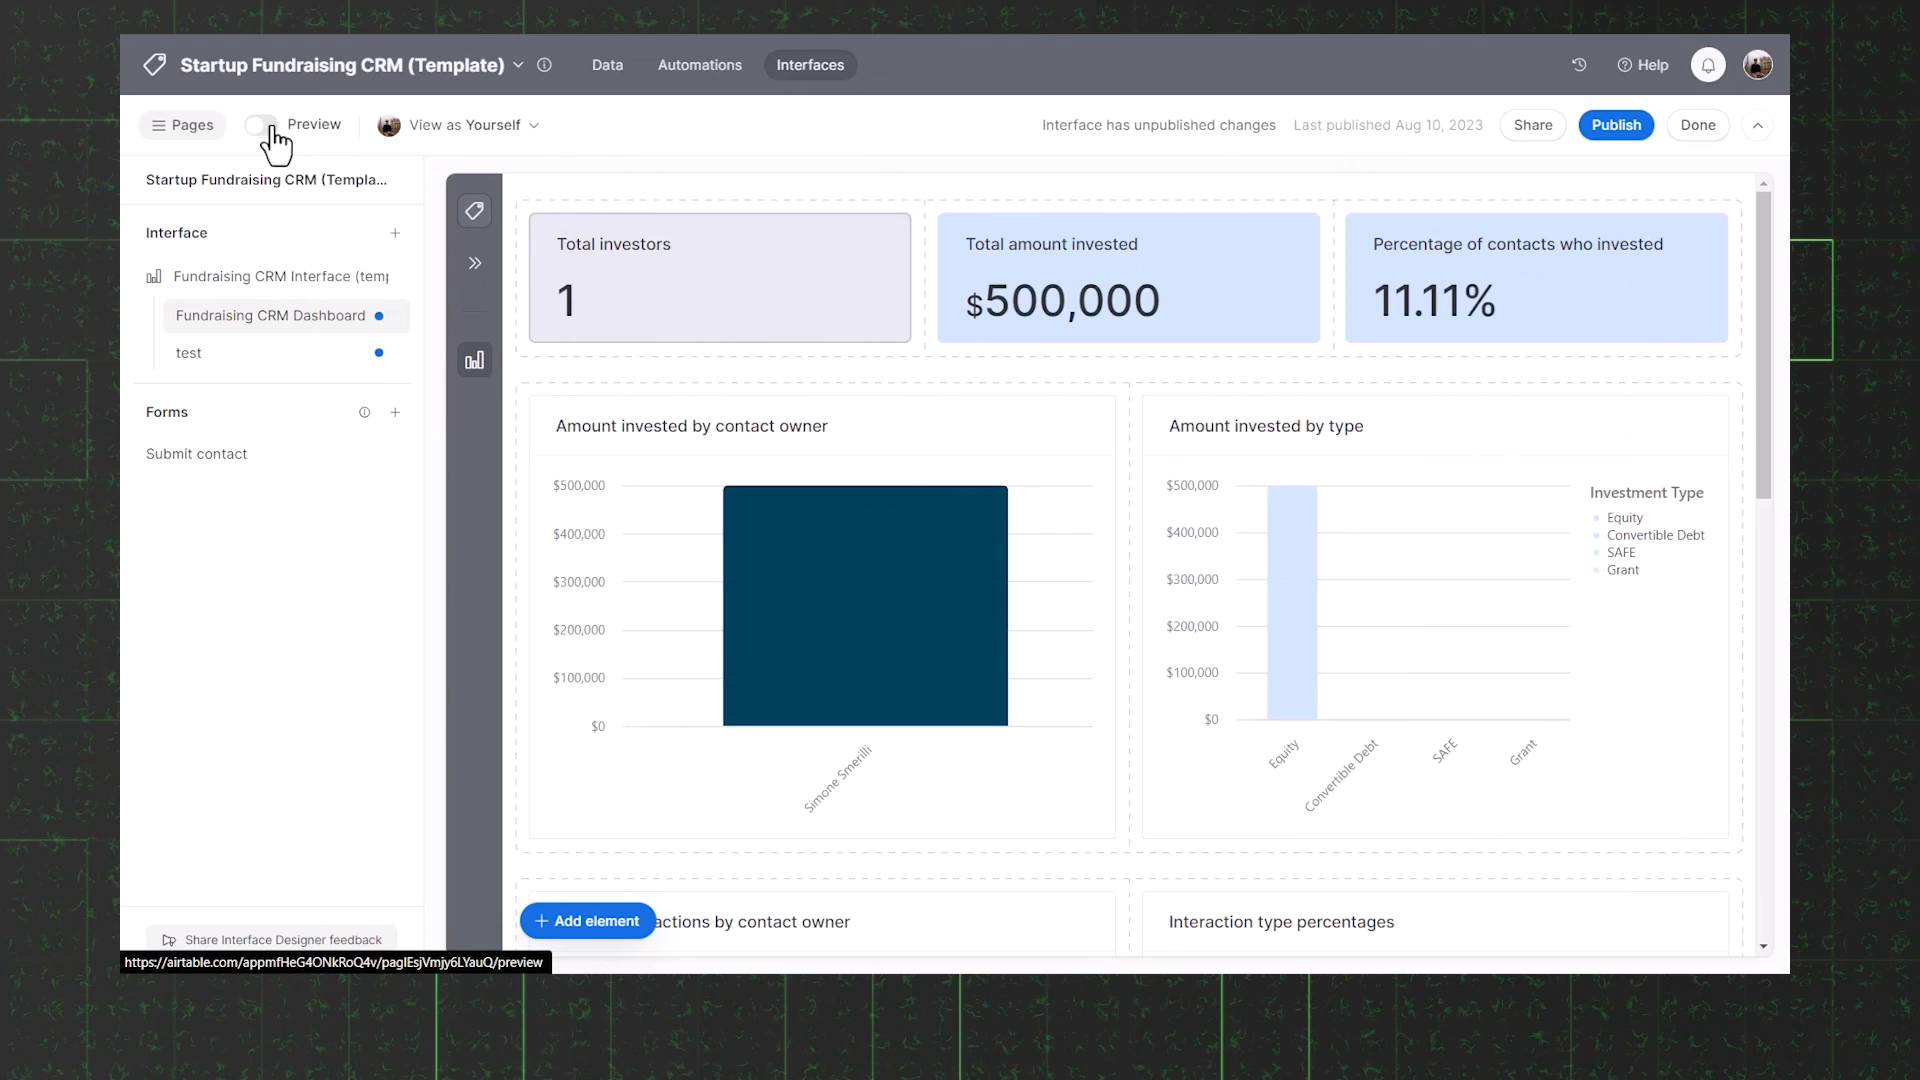 Startup Fundraising CRM (Template)
Data
Automations
Interfaces
Help
Pages
Preview
View as Yourself
Interface has unpublished changes
Last published Aug 10, 2023
Share
Publish
Done
Startup Fundraising CRM (Templa...
Interface
Fundraising CRM Interface (temp
Fundraising CRM Dashboard
test
Forms
Submit contact
Share Interface Designer feedback
https://airtable.com/appmfHeG4ONkRoQ4v/paglEsjVmjy6LYauQ/preview
Total investors
1
Total amount invested
$500,000
Percentage of contacts who invested
11.11%
Amount invested by contact owner
$500,000
$400,000
$300,000
$200,000
$100,000
$0
Simone Smerilli
Amount invested by type
$500,000
$400,000
$300,000
$200,000
$100,000
$0
Equity
Convertible Debt
SAFE
Grant
Investment Type
Equity
Convertible Debt
SAFE
Grant
+ Add element
actions by contact owner
Interaction type percentages